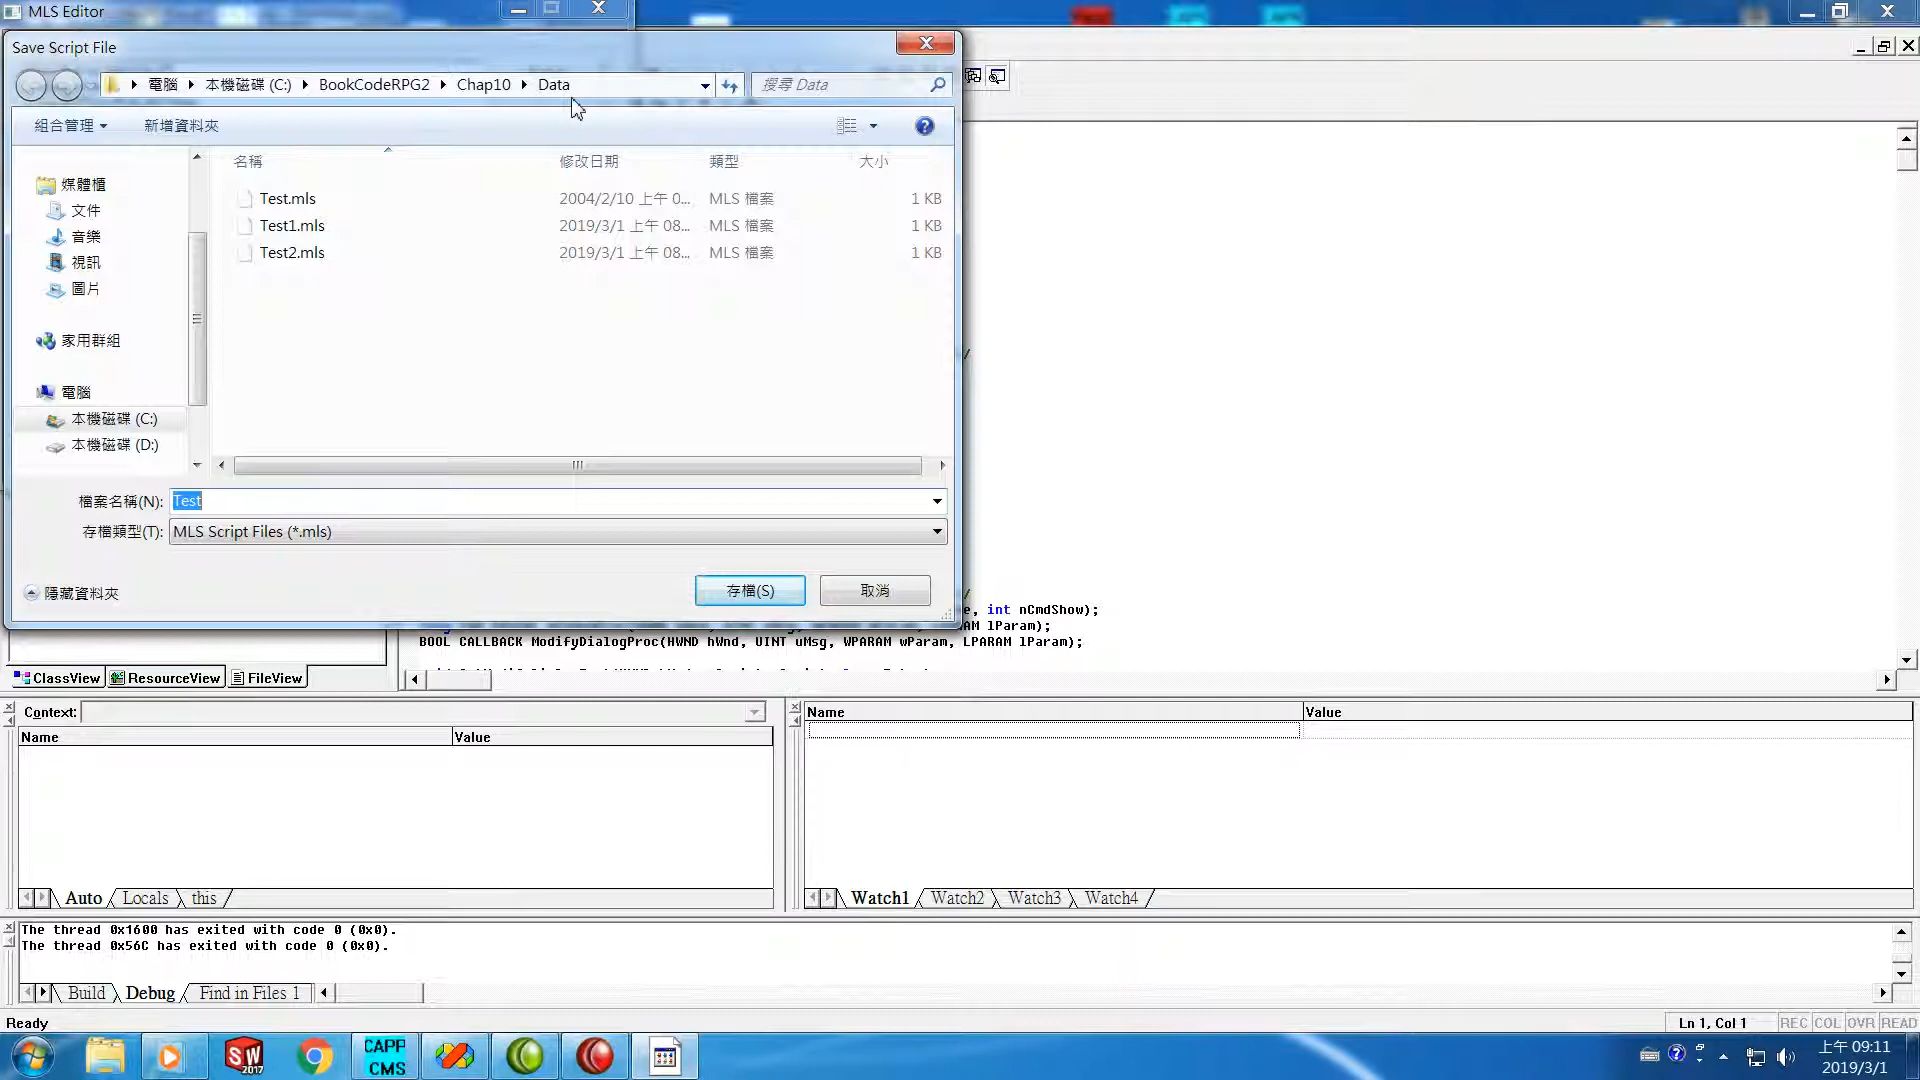 MLS Editor
Save Script File
電腦 本機磁碟 (C:) BookCodeRPG2 Chap10 Data
搜尋 Data
組合管理 新增資料夾
名稱 修改日期 類型 大小
媒體櫃
文件
音樂
視訊
圖片
家用群組
電腦
本機磁碟 (C:)
本機磁碟 (D:)
Test.mls 2004/2/10 上午 0... MLS 檔案 1 KB
Test1.mls 2019/3/1 上午 08... MLS 檔案 1 KB
Test2.mls 2019/3/1 上午 08... MLS 檔案 1 KB
檔案名稱(N): Test
存檔類型(T): MLS Script Files (*.mls)
隱藏資料夾
存檔(S) 取消
/
/
e, int nCmdShow);
AM lParam);
BOOL CALLBACK ModifyDialogProc(HWND hWnd, UINT uMsg, WPARAM wParam, LPARAM lParam);
ClassView ResourceView FileView
Context:
Name Value
Name Value
Auto Locals this
Watch1 Watch2 Watch3 Watch4
The thread 0x1600 has exited with code 0 (0x0).
The thread 0x56C has exited with code 0 (0x0).
Build Debug Find in Files 1
Ready
Ln 1, Col 1 REC COL OVR READ
SW 2017
CAPP CMS
上午 09:11
2019/3/1